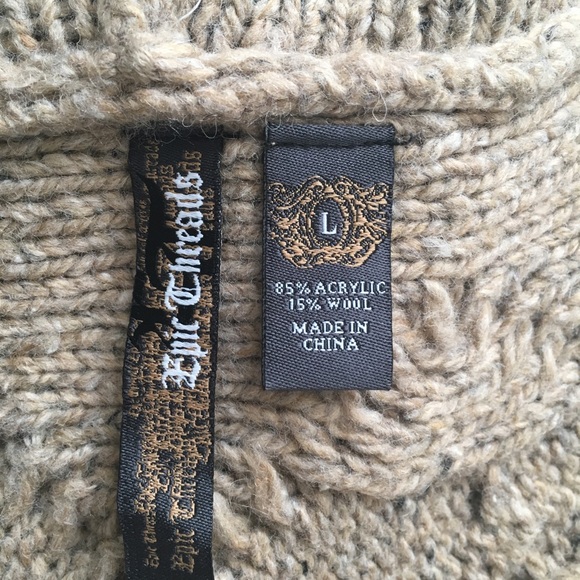 Epic Threads
L
85% ACRYLIC
15% WOOL
MADE IN
CHINA